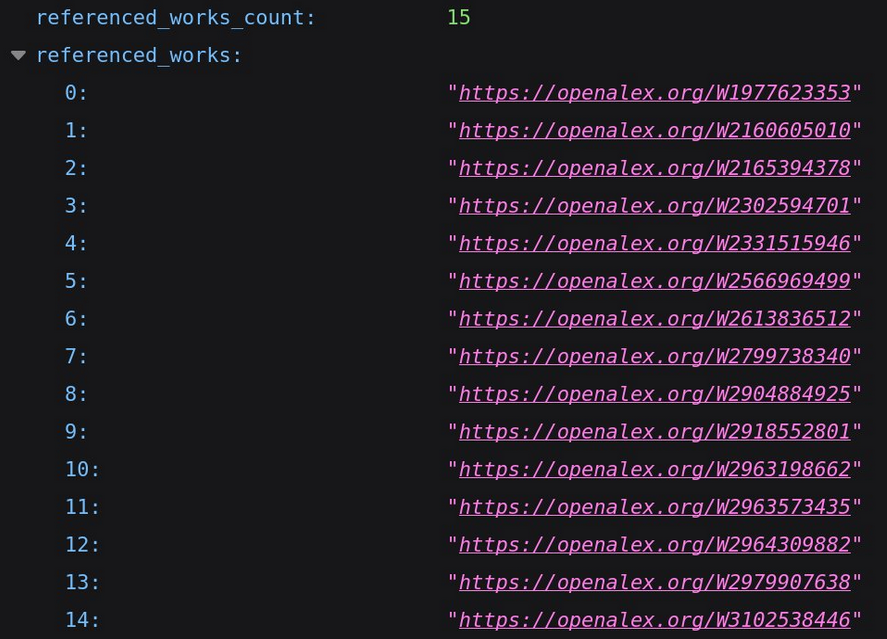 referenced_works_count: 15
referenced_works:
0: "https://openalex.org/W1977623353"
1: "https://openalex.org/W2160605010"
2: "https://openalex.org/W2165394378"
3: "https://openalex.org/W2302594701"
4: "https://openalex.org/W2331515946"
5: "https://openalex.org/W2566969499"
6: "https://openalex.org/W2613836512"
7: "https://openalex.org/W2799738340"
8: "https://openalex.org/W2904884925"
9: "https://openalex.org/W2918552801"
10: "https://openalex.org/W2963198662"
11: "https://openalex.org/W2963573435"
12: "https://openalex.org/W2964309882"
13: "https://openalex.org/W2979907638"
14: "https://openalex.org/W3102538446"